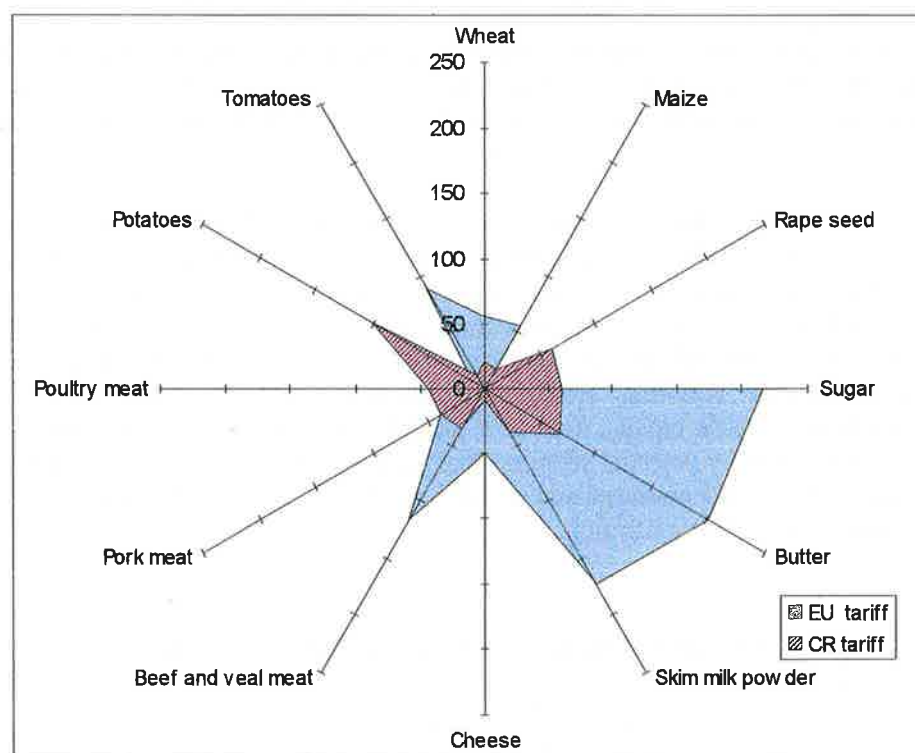 Wheat
250
Tomatoes
Maize
200
150
Potatoes
Rape seed
100
50
Poultry meat
0
Sugar
Pork meat
Butter
EU tariff
CR tariff
Beef and veal meat
Skim milk powder
Cheese